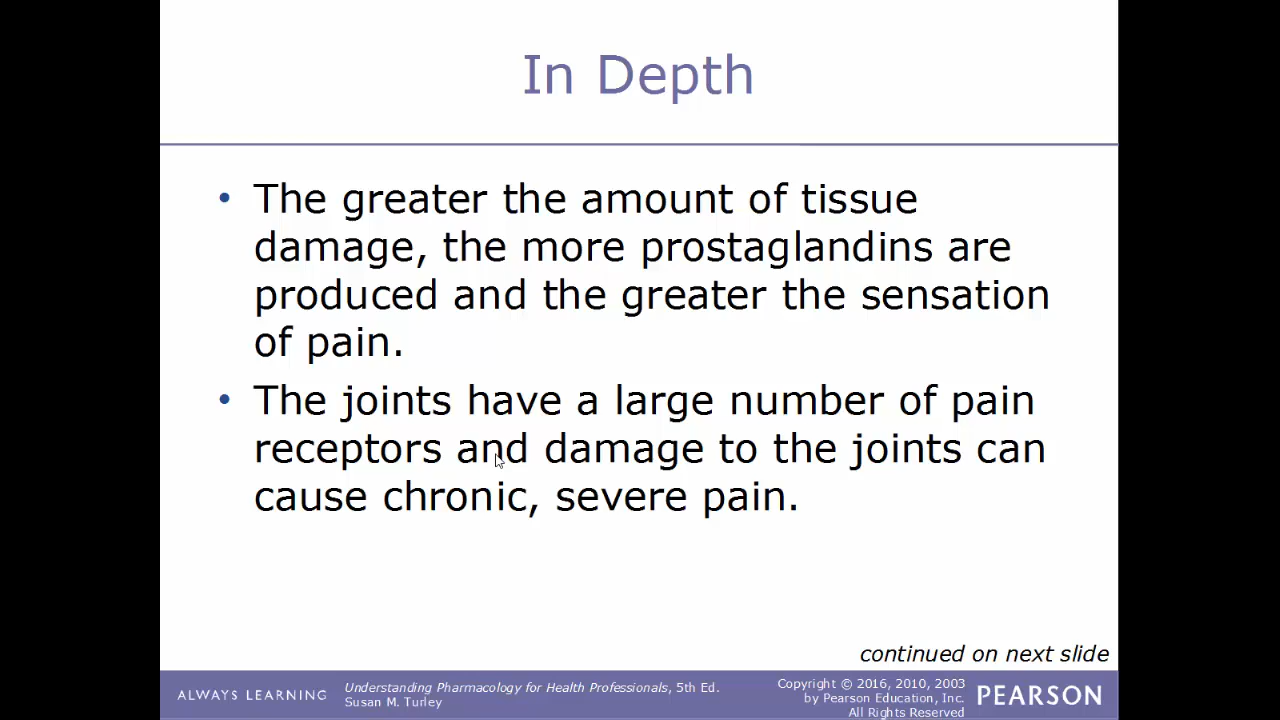 In Depth
• The greater the amount of tissue
damage, the more prostaglandins are
produced and the greater the sensation
of pain.
• The joints have a large number of pain
receptors and damage to the joints can
cause chronic, severe pain.
continued on next slide
ALWAYS LEARNING
Understanding Pharmacology for Health Professionals, 5th Ed.
Susan M. Turley
Copyright © 2016, 2010, 2003
by Pearson Education, Inc.
All Rights Reserved
PEARSON